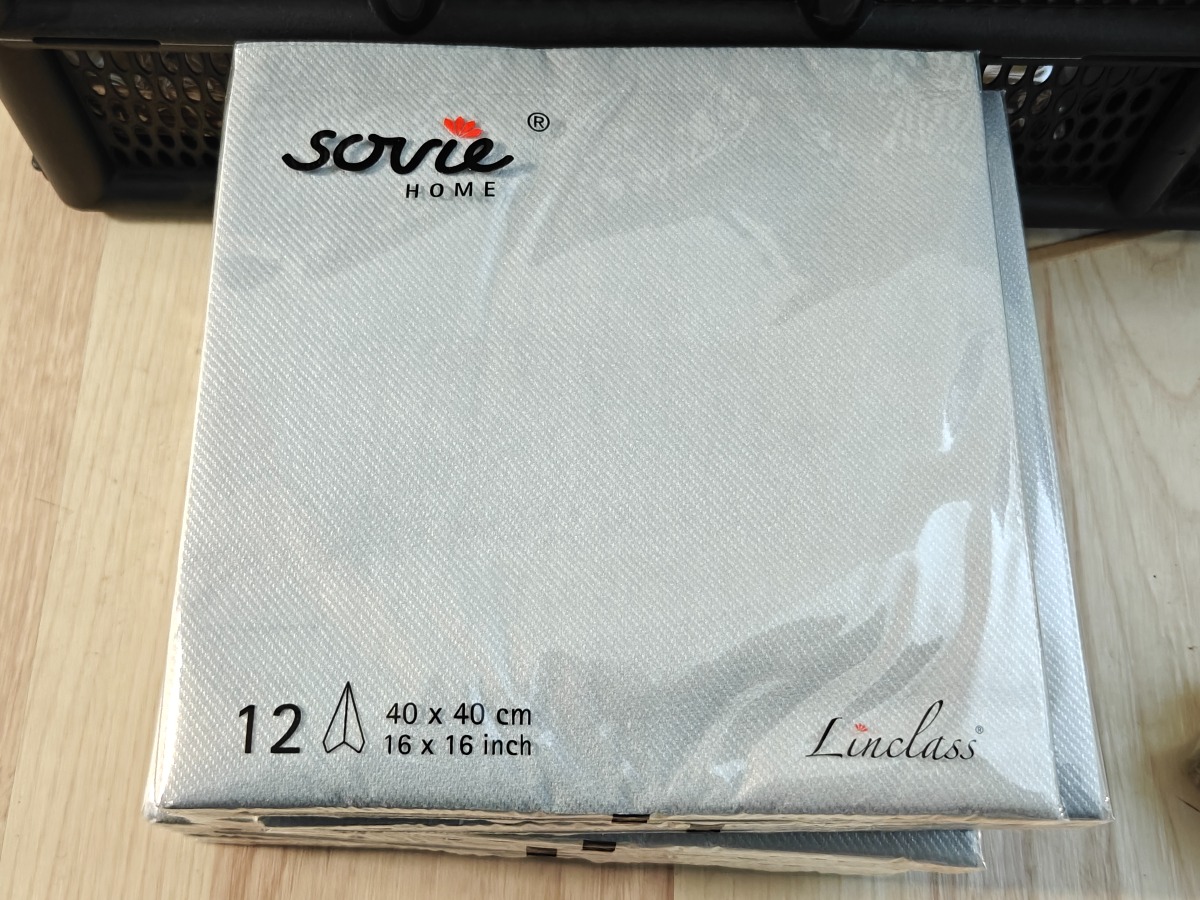 sovie ®
HOME
12
40 x 40 cm
16 x 16 inch
Linclass®